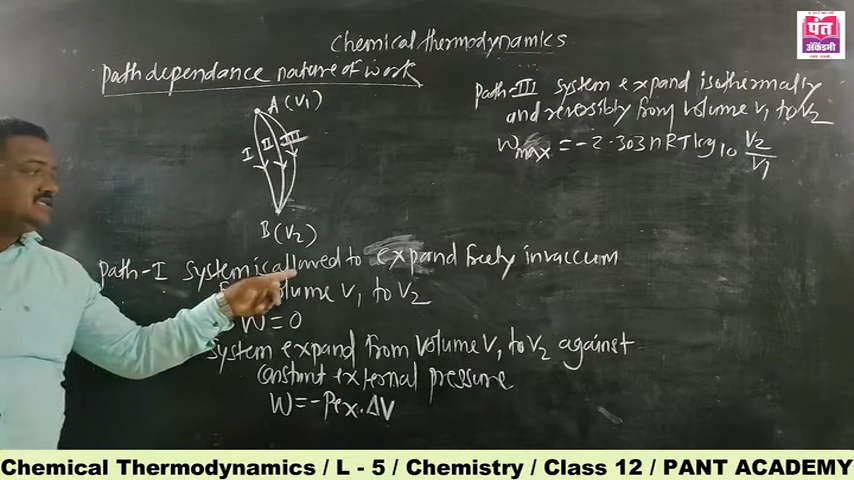 Chemical thermodynamics
path dependance nature of work
A (V1)
I II III
B (V2)
path-I system is allowed to expand freely in vaccum
volume V1 to V2
W=0
system expand from volume V1 to V2 against
constant external pressure
W=-Pex.ΔV
path-III system expand isothermally
and reversibly from volume V1 to V2
Wmax = -2.303nRTlog10 V2/V1
पंत
अकॅडमी
Chemical Thermodynamics / L - 5 / Chemistry / Class 12 / PANT ACADEMY